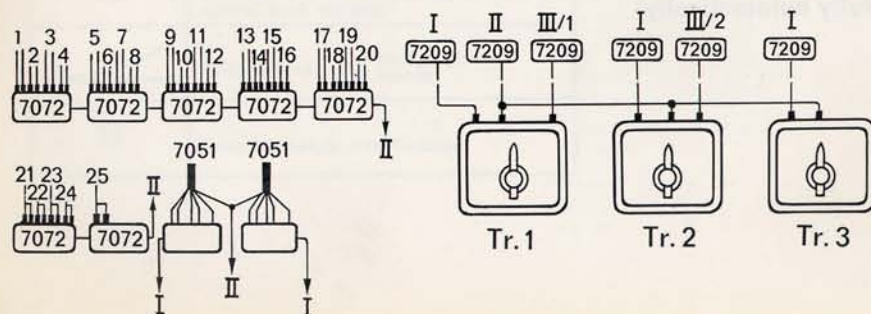 1 2 3 4 5 6 7 8 9 10 11 12 13 14 15 16 17 18 19 20
7072 7072 7072 7072 7072
II
21 22 23 24 25
7072 7072
II
7051 7051
I II I
I II III/1 I III/2 I
7209 7209 7209 7209 7209 7209
Tr. 1 Tr. 2 Tr. 3